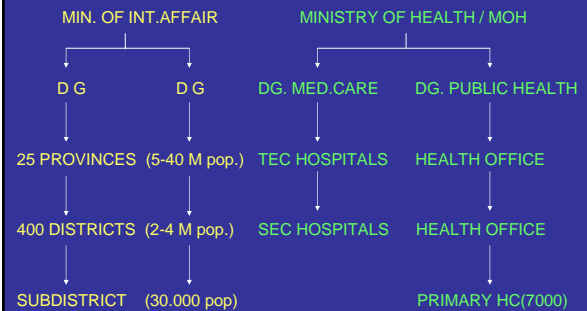 MIN. OF INT.AFFAIR MINISTRY OF HEALTH / MOH
D G D G DG. MED.CARE DG. PUBLIC HEALTH
25 PROVINCES (5-40 M pop.) TEC HOSPITALS HEALTH OFFICE
400 DISTRICTS (2-4 M pop.) SEC HOSPITALS HEALTH OFFICE
SUBDISTRICT (30.000 pop) PRIMARY HC(7000)